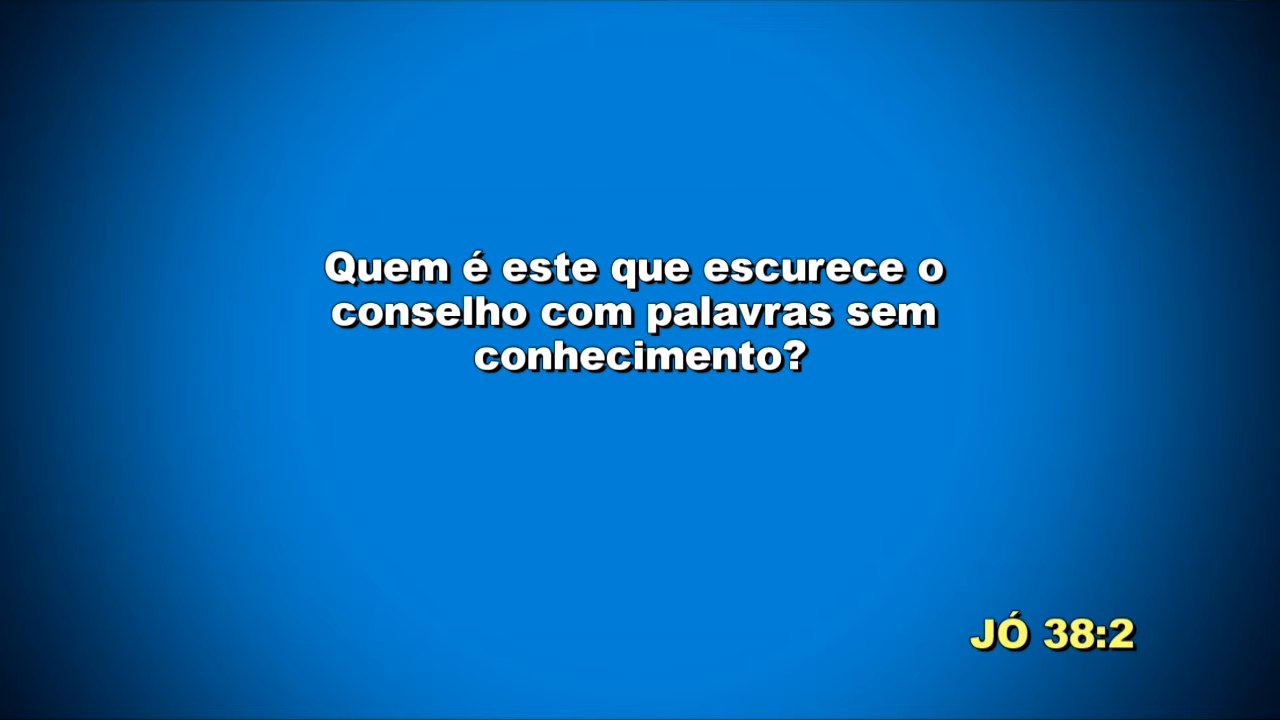 Quem é este que escurece o
conselho com palavras sem
conhecimento?
JÓ 38:2